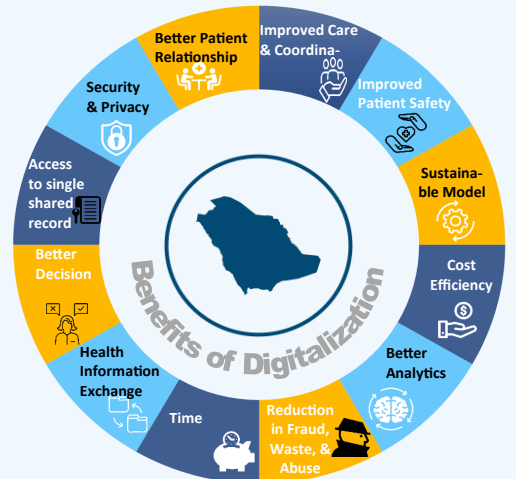 Improved Care
& Coordina-
Improved
Patient Safety
Sustaina-
ble Model
Cost
Efficiency
Better
Analytics
Reduction
in Fraud,
Waste, &
Abuse
Time
Health
Information
Exchange
Better
Decision
Access
to single
shared
record
Security
& Privacy
Better Patient
Relationship
Benefits of Digitalization